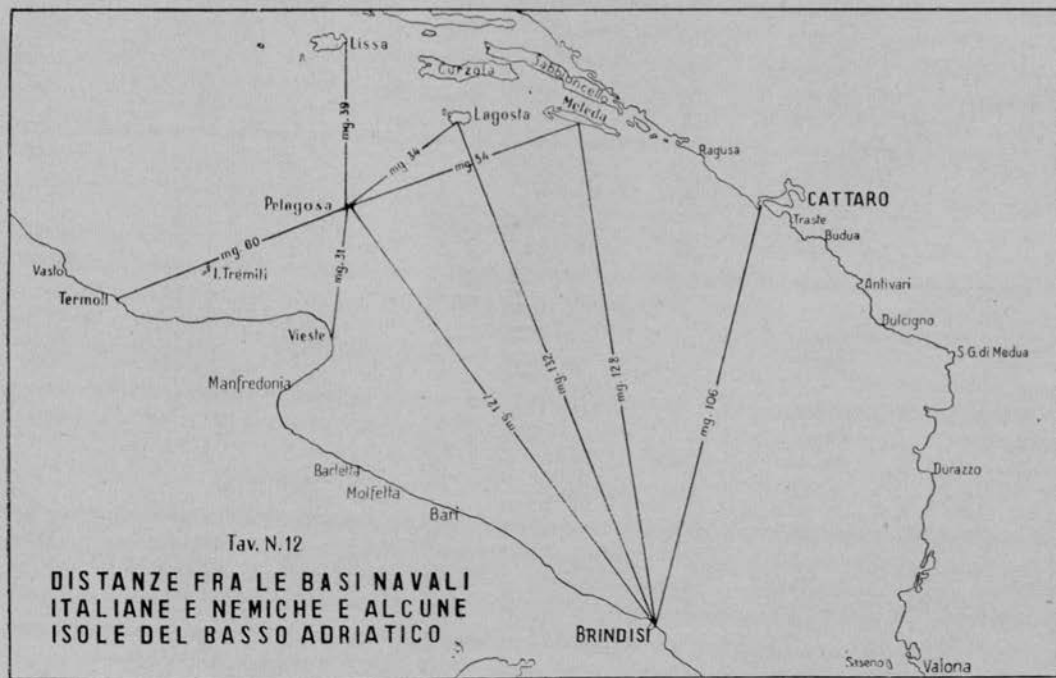 Lissa
Curzola
Sabbioncello
Lagosta
Meleda
mg. 39
mg. 34
mg. 54
Ragusa
Pelagosa
CATTARO
Traste
Budua
mg. 60
I. Tremiti
mg. 31
Vasto
Termoli
Antivari
Dulcigno
Vieste
S. G. di Medua
Manfredonia
mg. 127
mg. 132
mg. 128
mg. 106
Barletta
Molfetta
Bari
Durazzo
Tav. N. 12
DISTANZE FRA LE BASI NAVALI
ITALIANE E NEMICHE E ALCUNE
ISOLE DEL BASSO ADRIATICO
BRINDISI
Saseno
Valona